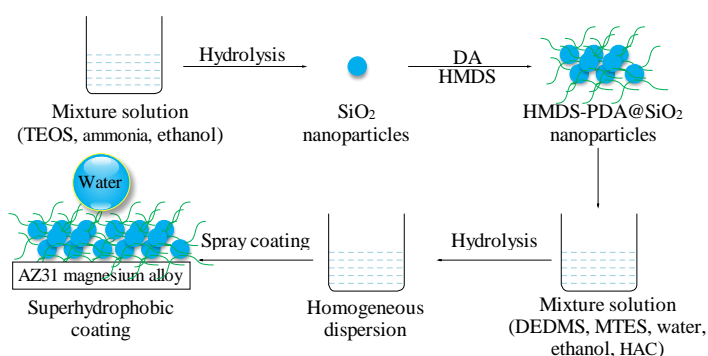 Hydrolysis
DA
HMDS
Mixture solution
(TEOS, ammonia, ethanol)
SiO₂
nanoparticles
HMDS-PDA@SiO₂
nanoparticles
Water
AZ31 magnesium alloy
Superhydrophobic
coating
Spray coating
Homogeneous
dispersion
Hydrolysis
Mixture solution
(DEDMS, MTES, water,
ethanol, HAC)